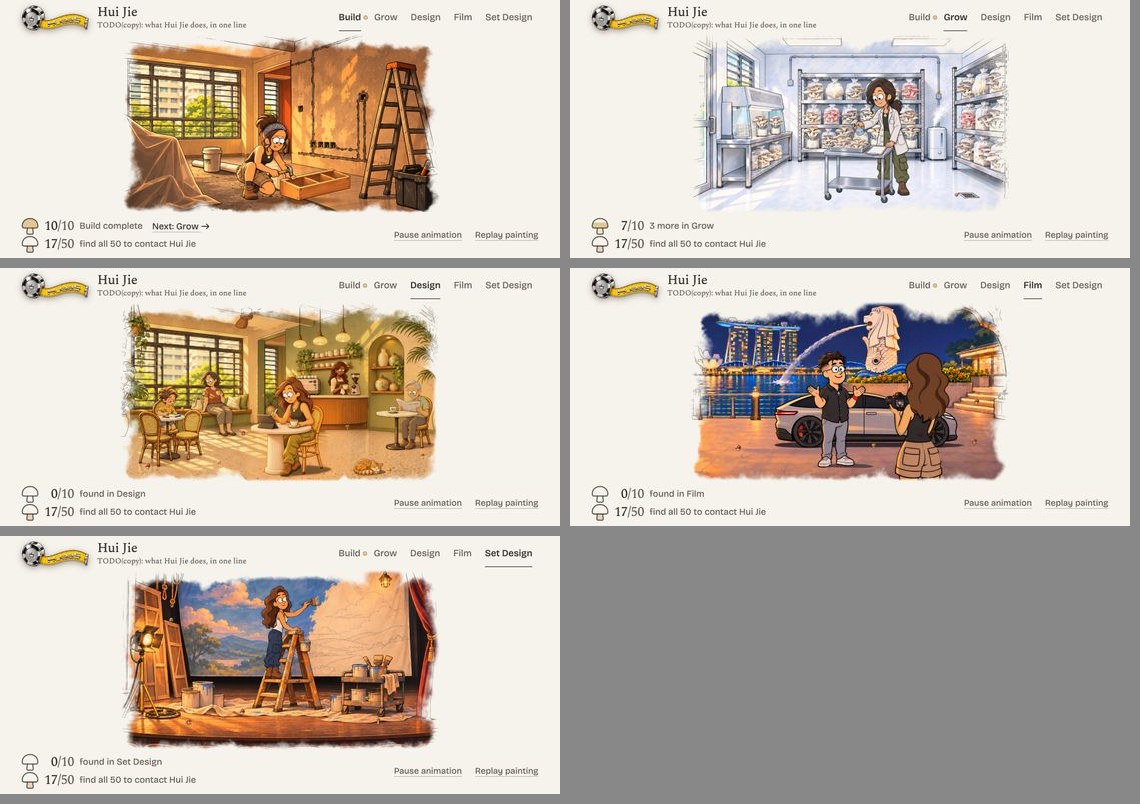 Hui Jie
TODO(copy): what Hui Jie does, in one line
Build Grow Design Film Set Design
10/10 Build complete Next: Grow →
17/50 find all 50 to contact Hui Jie
Pause animation Replay painting
Hui Jie
TODO(copy): what Hui Jie does, in one line
Build Grow Design Film Set Design
7/10 3 more in Grow
17/50 find all 50 to contact Hui Jie
Pause animation Replay painting
Hui Jie
TODO(copy): what Hui Jie does, in one line
Build Grow Design Film Set Design
0/10 found in Design
17/50 find all 50 to contact Hui Jie
Pause animation Replay painting
Hui Jie
TODO(copy): what Hui Jie does, in one line
Build Grow Design Film Set Design
0/10 found in Film
17/50 find all 50 to contact Hui Jie
Pause animation Replay painting
Hui Jie
TODO(copy): what Hui Jie does, in one line
Build Grow Design Film Set Design
0/10 found in Set Design
17/50 find all 50 to contact Hui Jie
Pause animation Replay painting